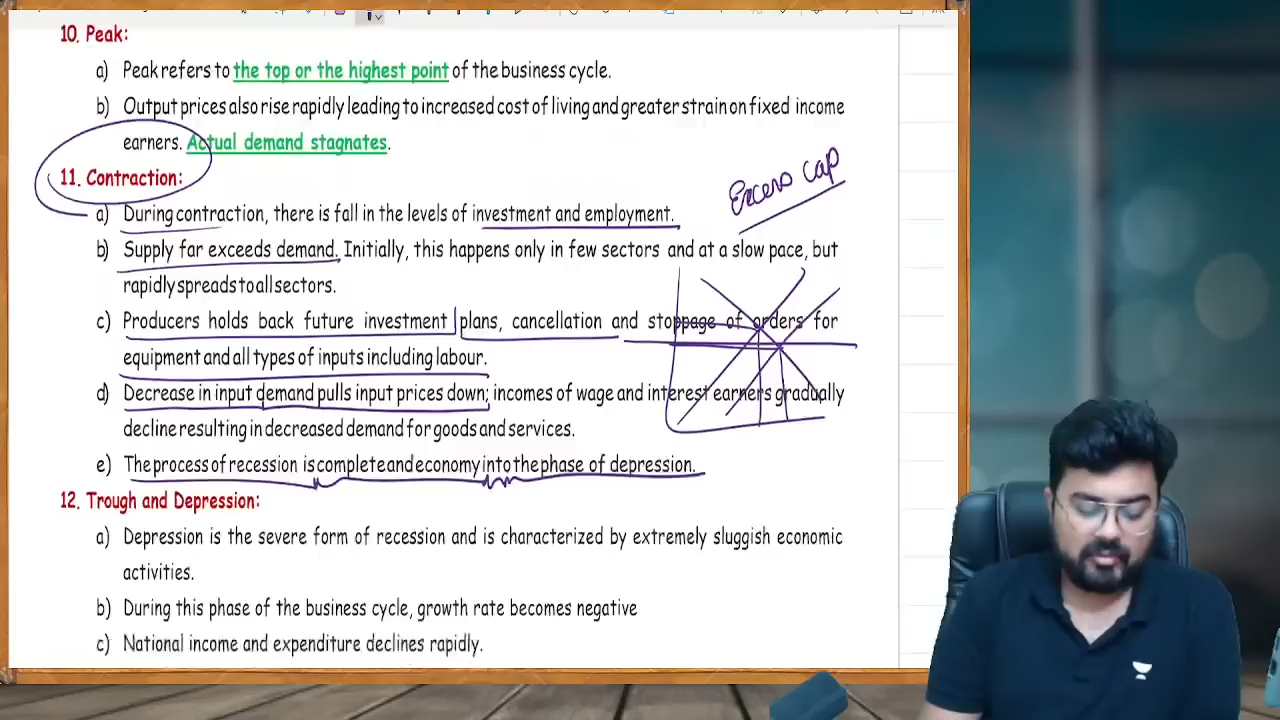 10. Peak:
a) Peak refers to the top or the highest point of the business cycle.
b) Output prices also rise rapidly leading to increased cost of living and greater strain on fixed income
earners. Actual demand stagnates.
11. Contraction:
Excess cap
a) During contraction, there is fall in the levels of investment and employment.
b) Supply far exceeds demand. Initially, this happens only in few sectors and at a slow pace, but
rapidly spreads to all sectors.
c) Producers holds back future investment plans, cancellation and stoppage of orders for
equipment and all types of inputs including labour.
d) Decrease in input demand pulls input prices down; incomes of wage and interest earners gradually
decline resulting in decreased demand for goods and services.
e) The process of recession is complete and economy into the phase of depression.
12. Trough and Depression:
a) Depression is the severe form of recession and is characterized by extremely sluggish economic
activities.
b) During this phase of the business cycle, growth rate becomes negative
c) National income and expenditure declines rapidly.